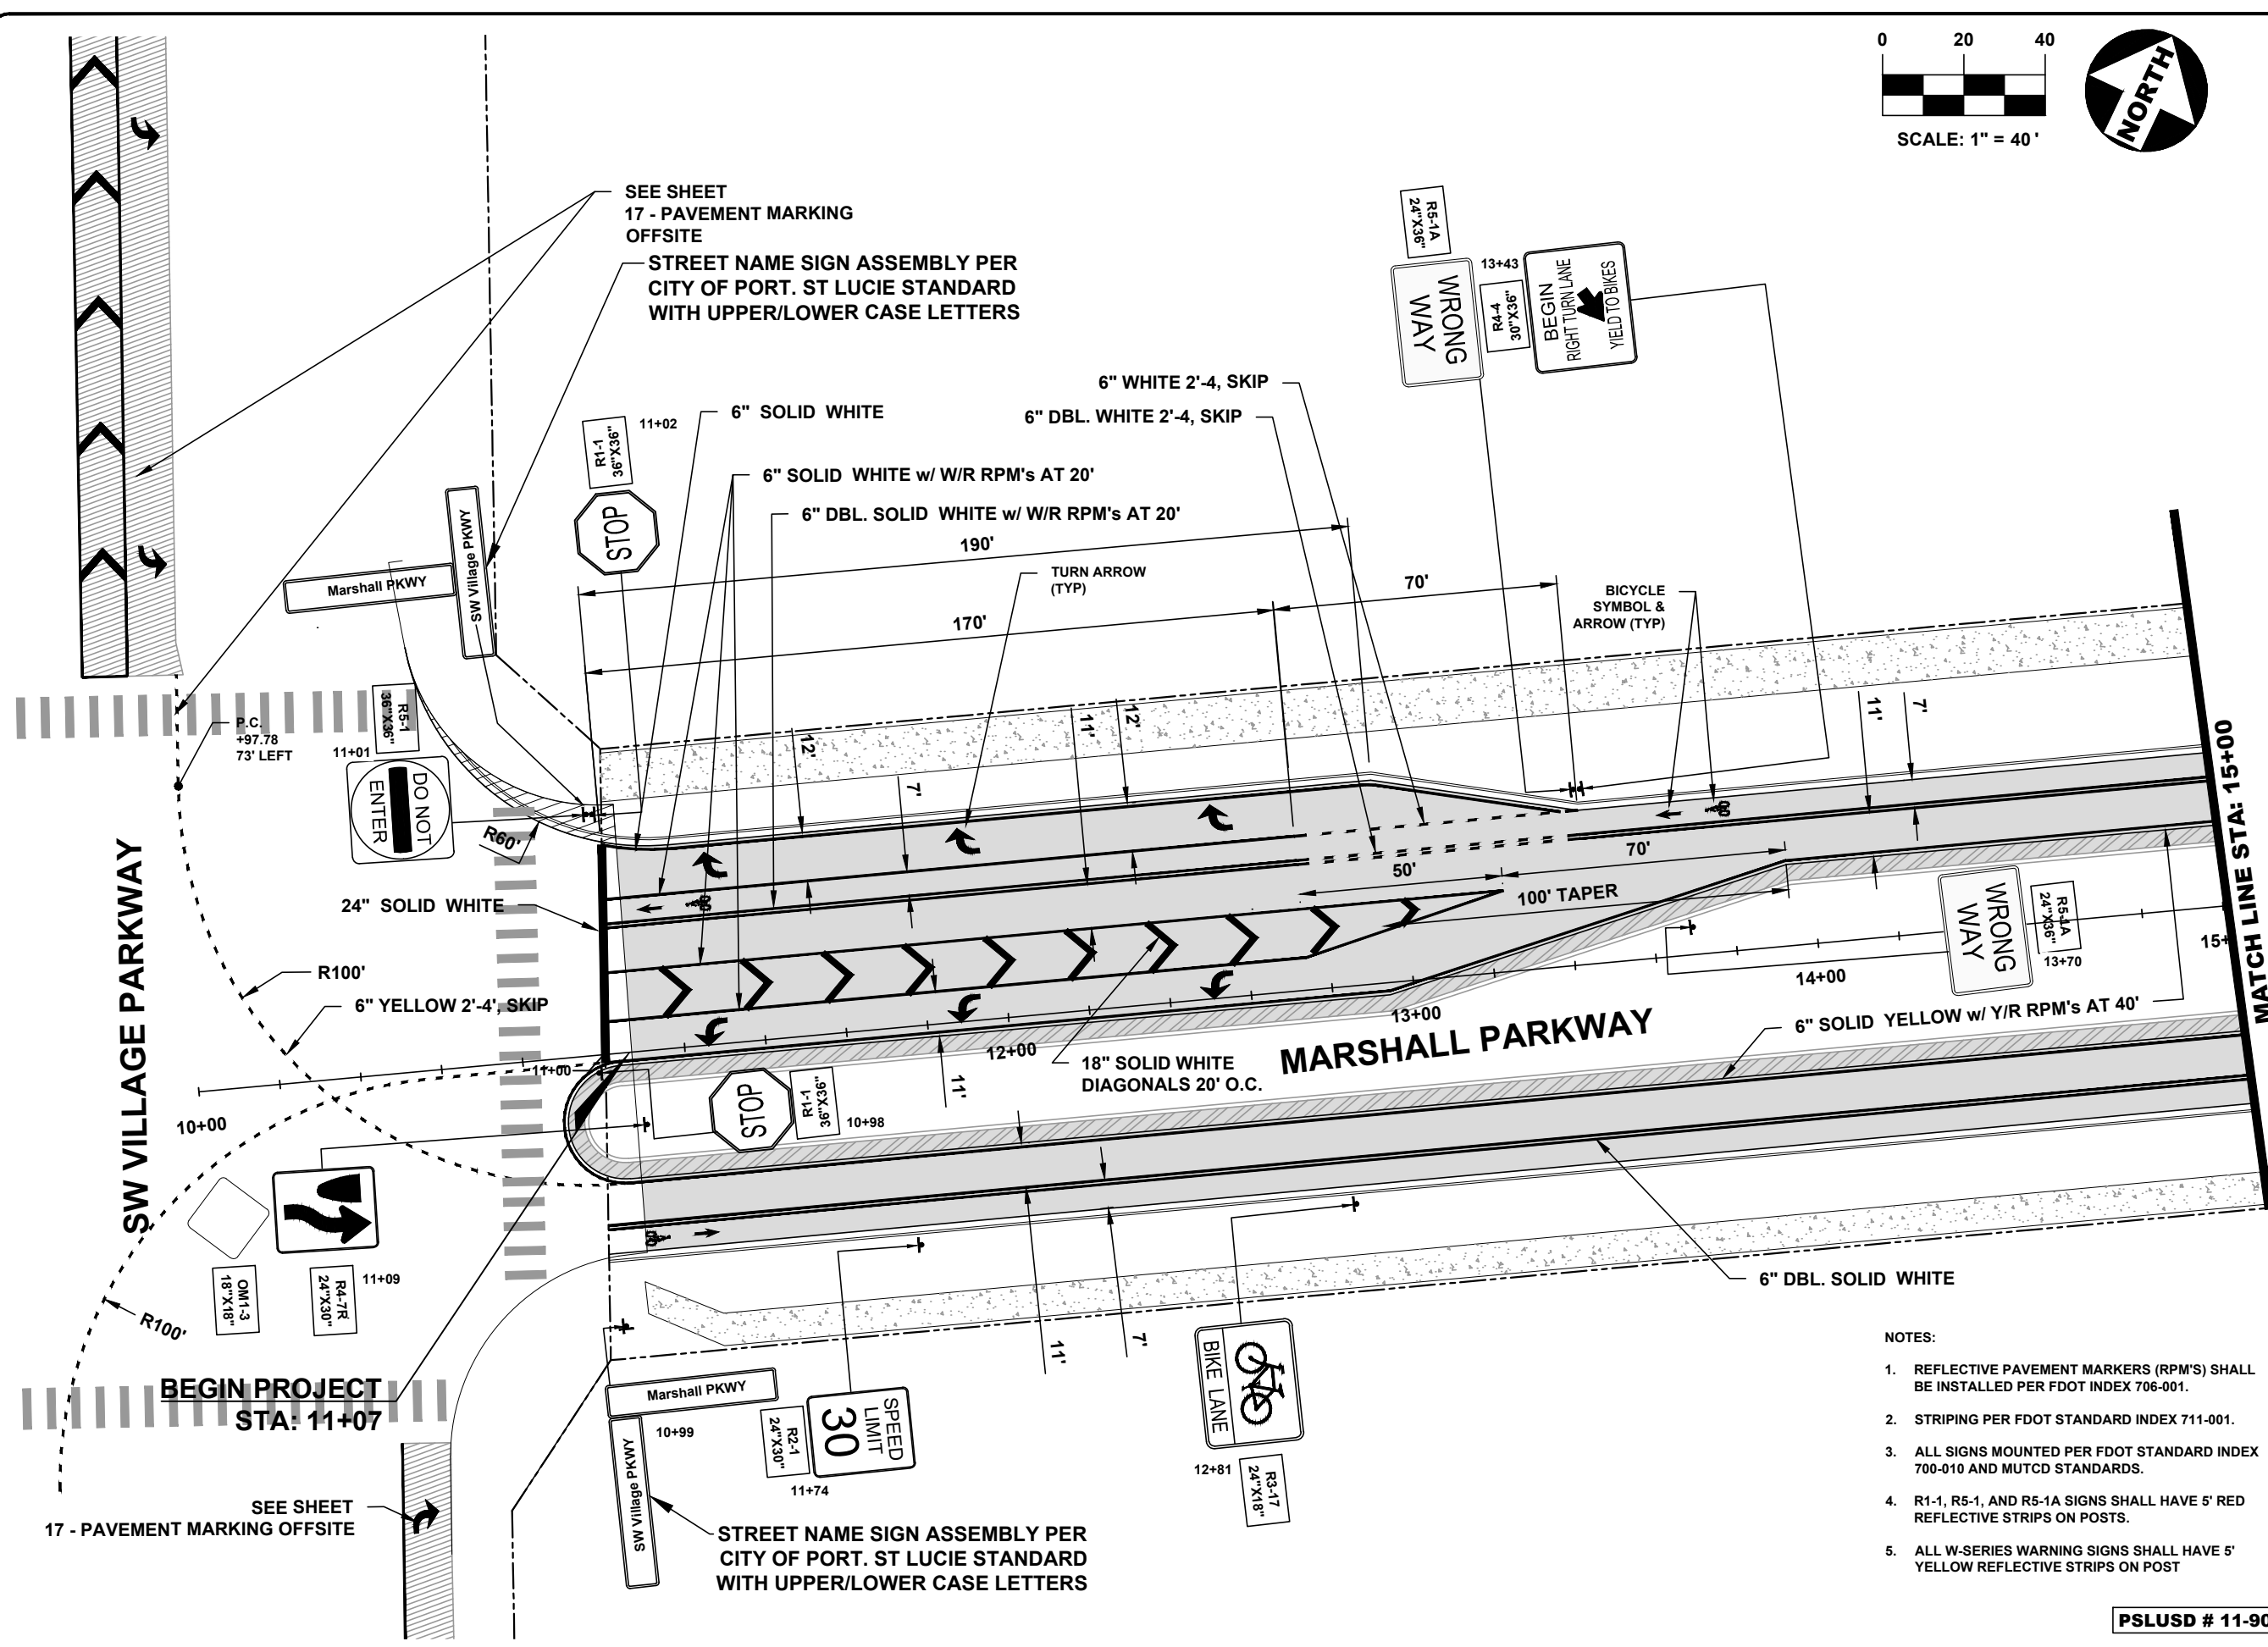 0 20 40
SCALE: 1" = 40 '
NORTH
SEE SHEET
17 - PAVEMENT MARKING
OFFSITE
STREET NAME SIGN ASSEMBLY PER
CITY OF PORT. ST LUCIE STANDARD
WITH UPPER/LOWER CASE LETTERS
R5-1A
24"X36"
WRONG
WAY
13+43
R4-4
30"X36"
BEGIN
RIGHT TURN LANE
YIELD TO BIKES
6" WHITE 2'-4, SKIP
6" DBL. WHITE 2'-4, SKIP
6" SOLID WHITE
R1-1
36"X36"
11+02
STOP
6" SOLID WHITE w/ W/R RPM's AT 20'
6" DBL. SOLID WHITE w/ W/R RPM's AT 20'
190'
TURN ARROW
(TYP)
170'
70'
BICYCLE
SYMBOL &
ARROW (TYP)
Marshall PKWY
SW Village PKWY
P.C.
+97.78
73' LEFT
R5-1
36"X36"
11+01
DO NOT
ENTER
R60'
12'
7'
11'
12'
11'
7'
MATCH LINE STA: 15+00
24" SOLID WHITE
50'
70'
100' TAPER
R100'
6" YELLOW 2'-4', SKIP
SW VILLAGE PARKWAY
WRONG
WAY
R5-1A
24"X36"
13+70
10+00
11+00
12+00
13+00
14+00
15+
MARSHALL PARKWAY
6" SOLID YELLOW w/ Y/R RPM's AT 40'
18" SOLID WHITE
DIAGONALS 20' O.C.
11'
STOP
R1-1
36"X36"
10+98
OM1-3
18"X18"
R4-7R
24"X30"
11+09
R100'
6" DBL. SOLID WHITE
11'
7'
BEGIN PROJECT
STA: 11+07
SEE SHEET
17 - PAVEMENT MARKING OFFSITE
Marshall PKWY
SW Village PKWY
10+99
R2-1
24"X30"
SPEED
LIMIT
30
11+74
BIKE LANE
12+81
R3-17
24"X18"
STREET NAME SIGN ASSEMBLY PER
CITY OF PORT. ST LUCIE STANDARD
WITH UPPER/LOWER CASE LETTERS
NOTES:
1. REFLECTIVE PAVEMENT MARKERS (RPM'S) SHALL
BE INSTALLED PER FDOT INDEX 706-001.
2. STRIPING PER FDOT STANDARD INDEX 711-001.
3. ALL SIGNS MOUNTED PER FDOT STANDARD INDEX
700-010 AND MUTCD STANDARDS.
4. R1-1, R5-1, AND R5-1A SIGNS SHALL HAVE 5' RED
REFLECTIVE STRIPS ON POSTS.
5. ALL W-SERIES WARNING SIGNS SHALL HAVE 5'
YELLOW REFLECTIVE STRIPS ON POST
PSLUSD # 11-90